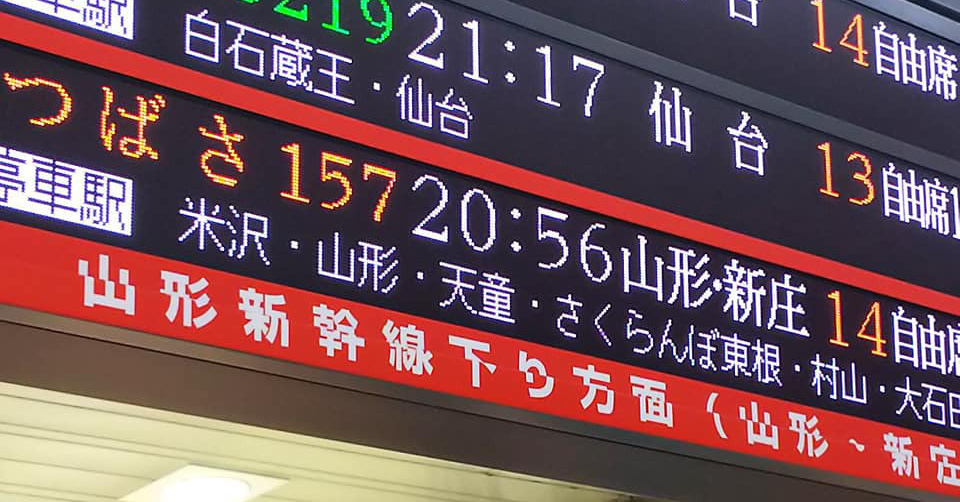 台 14 自由席
219 21:17 仙台 13 自由席1
白石蔵王・仙台
つばさ 157 20:56 山形・新庄 14 自由席
停車駅 米沢・山形・天童・さくらんぼ東根・村山・大石田
山形新幹線下り方面（山形～新庄